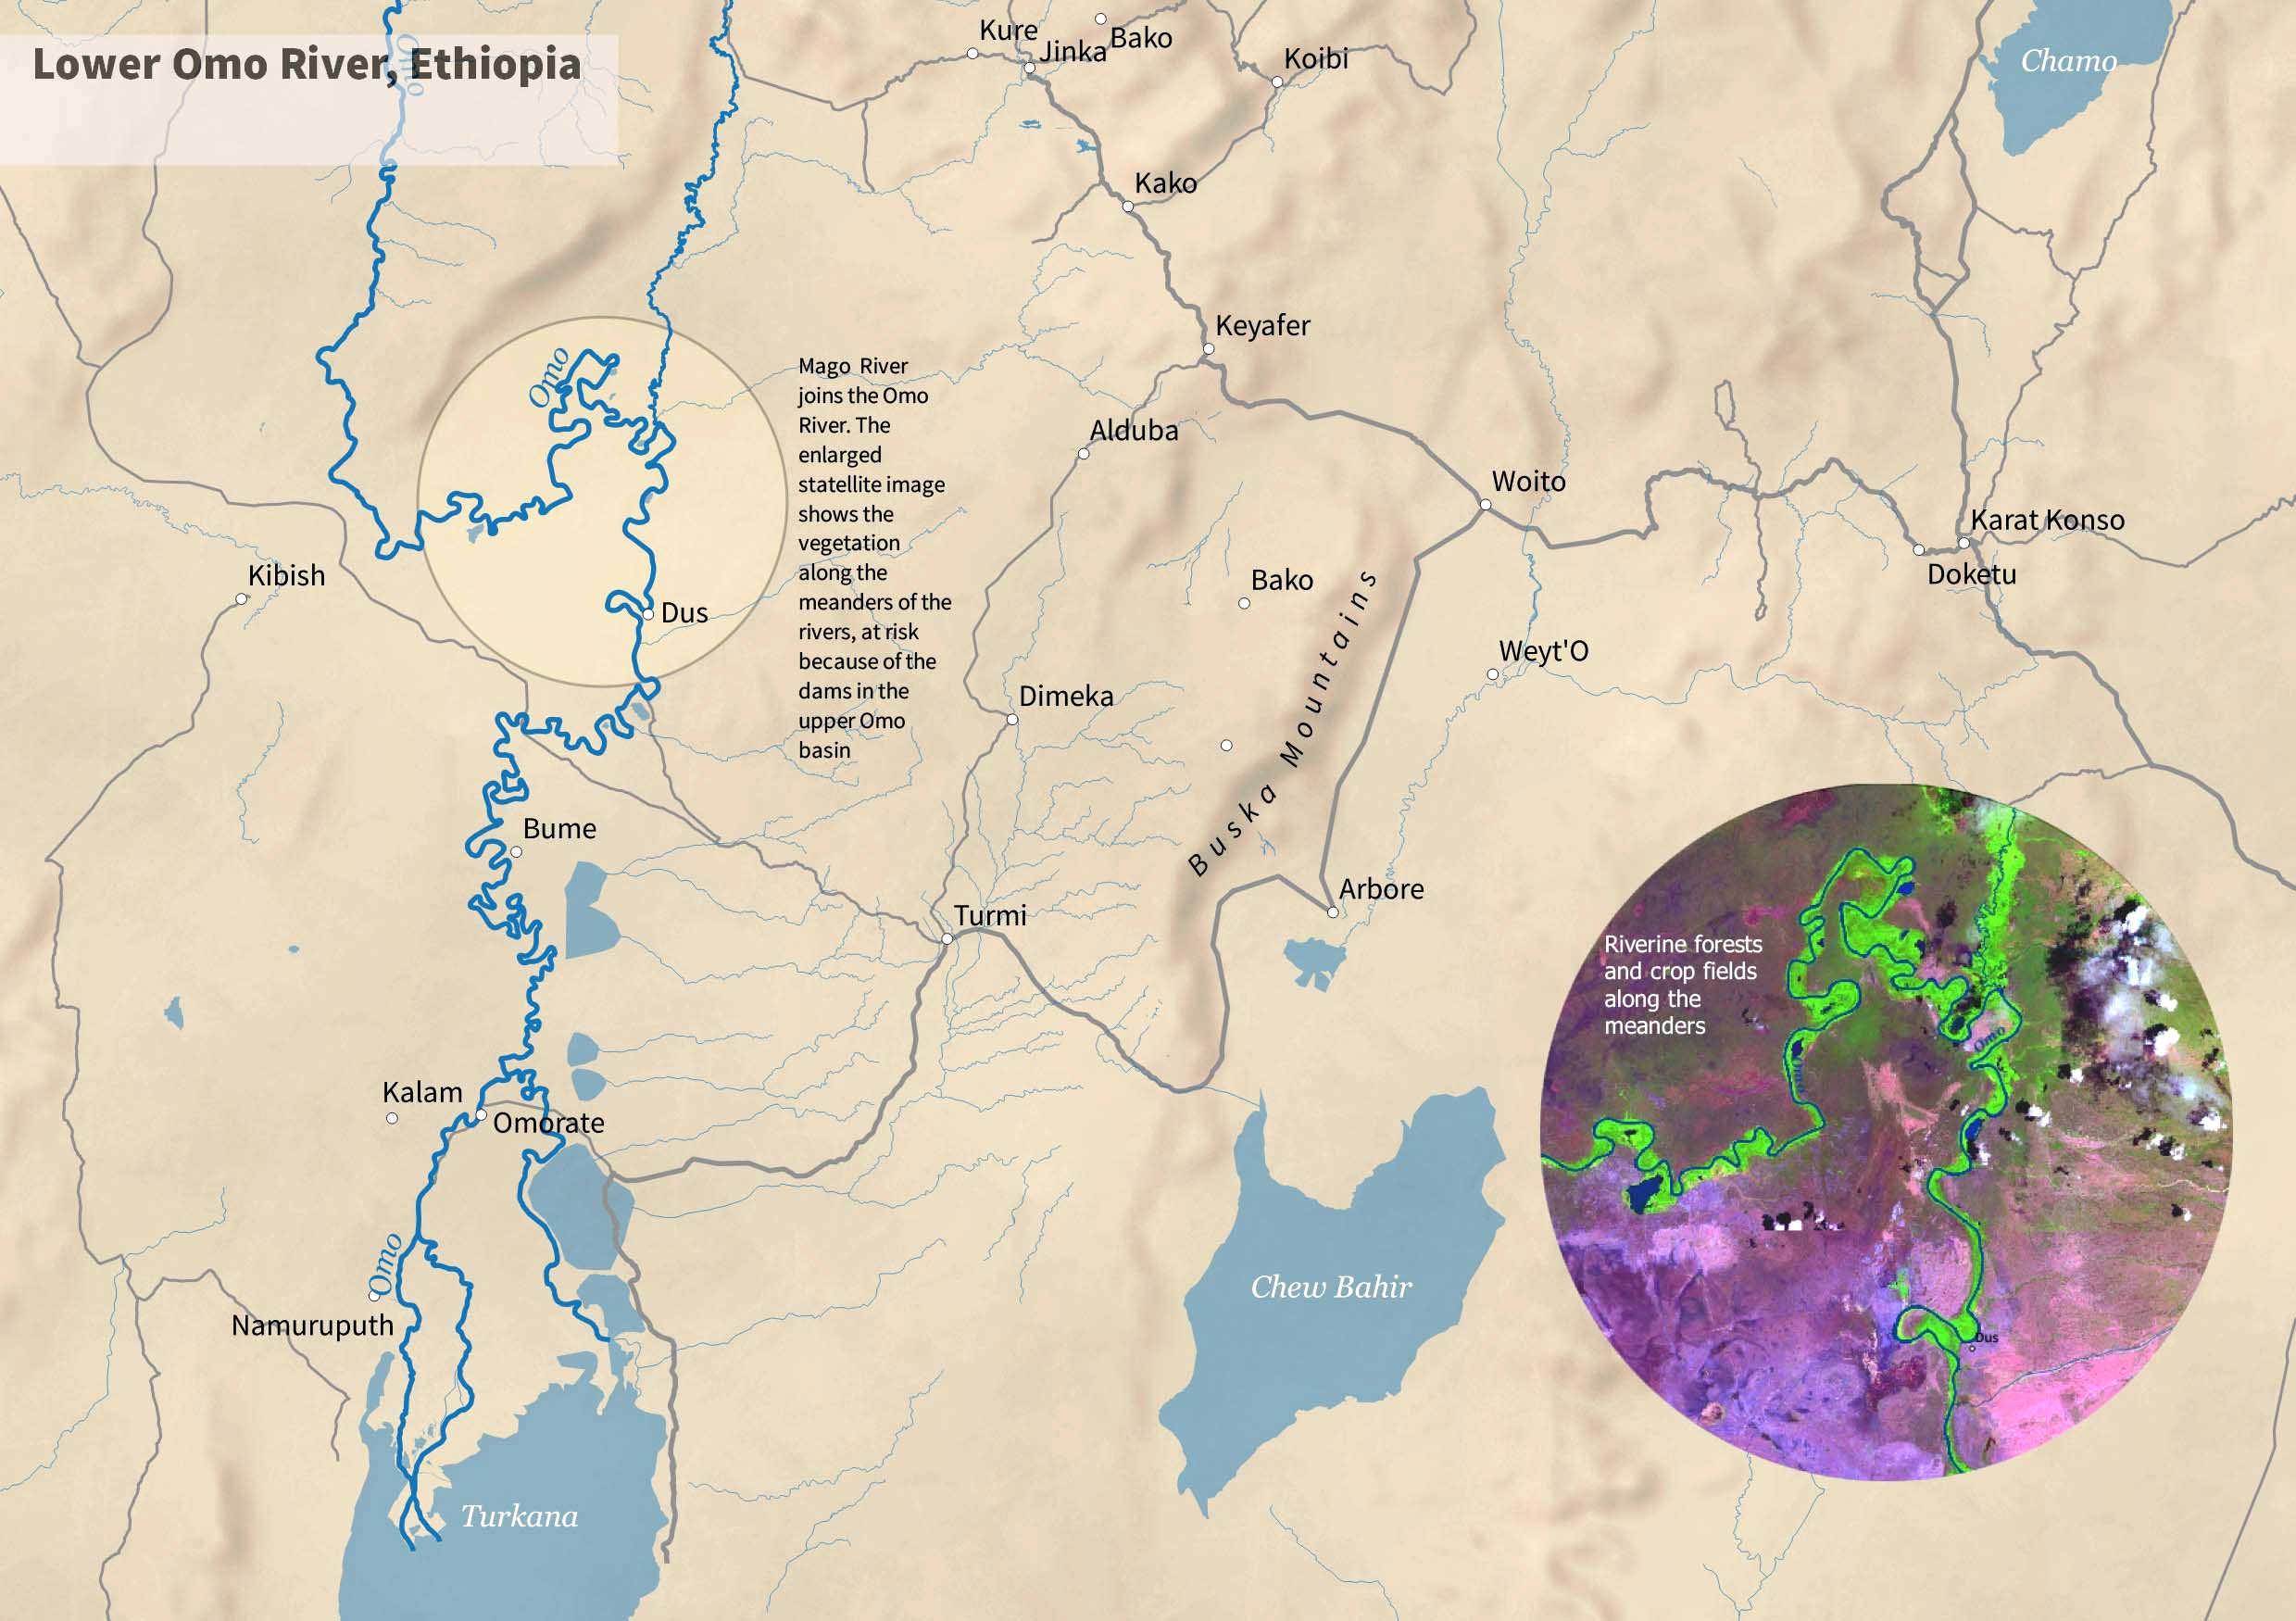 Lower Omo River, Ethiopia
Omo
Kure
Jinka
Bako
Koibi
Chamo
Kako
Keyafer
Omo
Mago River
joins the Omo
River. The
enlarged
statellite image
shows the
vegetation
along the
meanders of the
rivers, at risk
because of the
dams in the
upper Omo
basin
Alduba
Woito
Karat Konso
Doketu
Kibish
Dus
Bako
Weyt'O
Dimeka
Buska Mountains
Bume
Turmi
Arbore
Riverine forests
and crop fields
along the
meanders
Omo
Kalam
Omorate
Omo
Namuruputh
Chew Bahir
Dus
Turkana